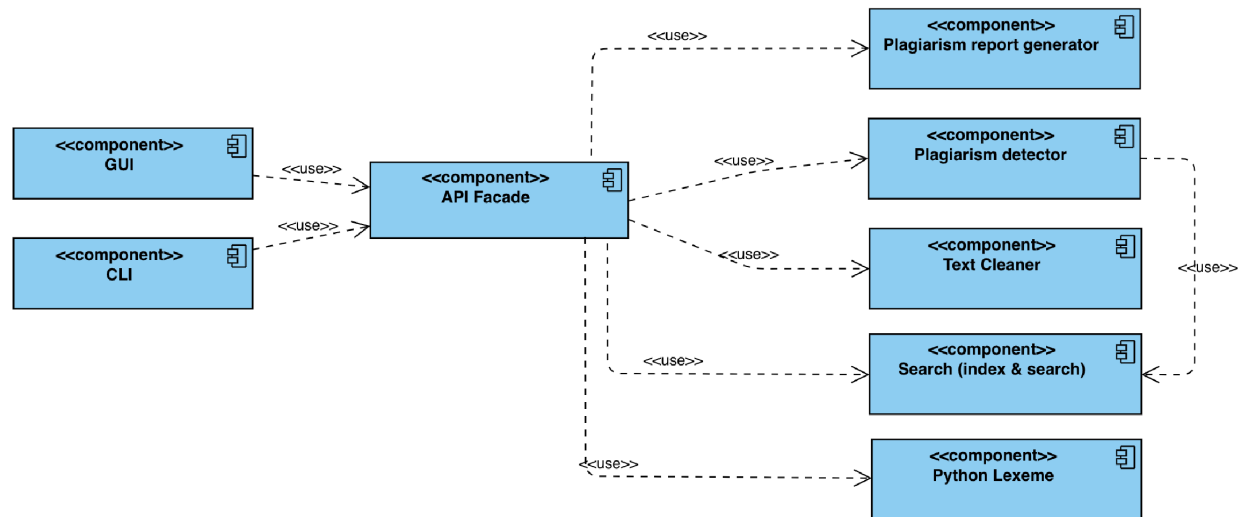 <<component>>
Plagiarism report generator
<<use>>
<<component>>
GUI
<<use>>
<<component>>
Plagiarism detector
<<use>>
<<component>>
API Facade
<<use>>
<<component>>
CLI
<<use>>
<<component>>
Text Cleaner
<<use>>
<<use>>
<<component>>
Search (index & search)
<<use>>
<<component>>
Python Lexeme
<<use>>